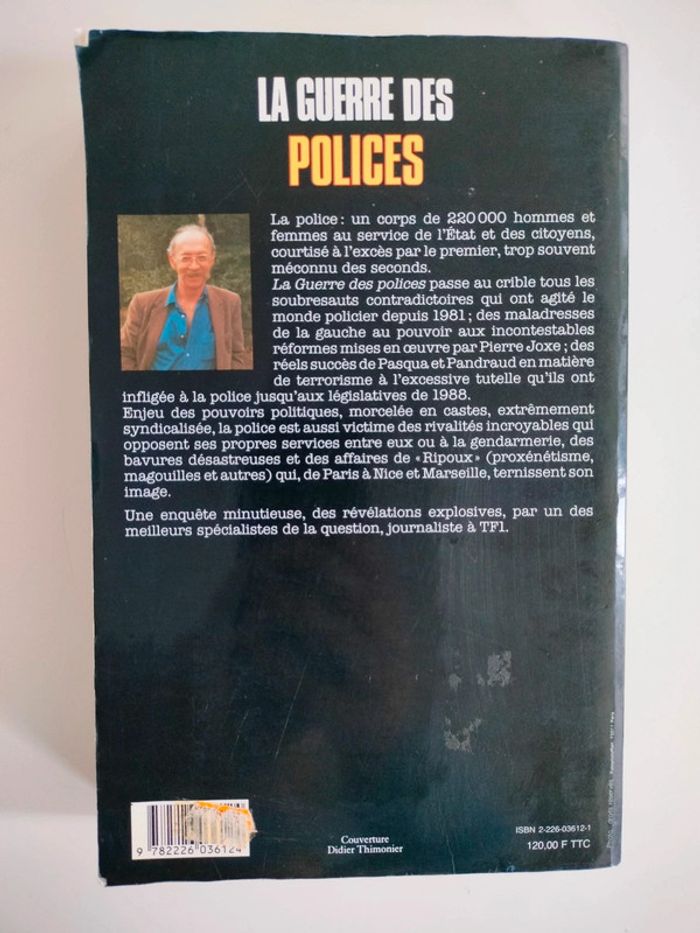 LA GUERRE DES
POLICES
La police : un corps de 220 000 hommes et
femmes au service de l'État et des citoyens,
courtisé à l'excès par le premier, trop souvent
méconnu des seconds.
La Guerre des polices passe au crible tous les
soubresauts contradictoires qui ont agité le
monde policier depuis 1981 ; des maladresses
de la gauche au pouvoir aux incontestables
réformes mises en œuvre par Pierre Joxe ; des
réels succès de Pasqua et Pandraud en matière
de terrorisme à l'excessive tutelle qu'ils ont
infligée à la police jusqu'aux législatives de 1988.
Enjeu des pouvoirs politiques, morcelée en castes, extrêmement
syndicalisée, la police est aussi victime des rivalités incroyables qui
opposent ses propres services entre eux ou à la gendarmerie, des
bavures désastreuses et des affaires de « Ripoux » (proxénétisme,
magouilles et autres) qui, de Paris à Nice et Marseille, ternissent son
image.
Une enquête minutieuse, des révélations explosives, par un des
meilleurs spécialistes de la question, journaliste à TF1.
9 782226 036124
Couverture
Didier Thimonier
ISBN 2-226-03612-1
120,00 F TTC